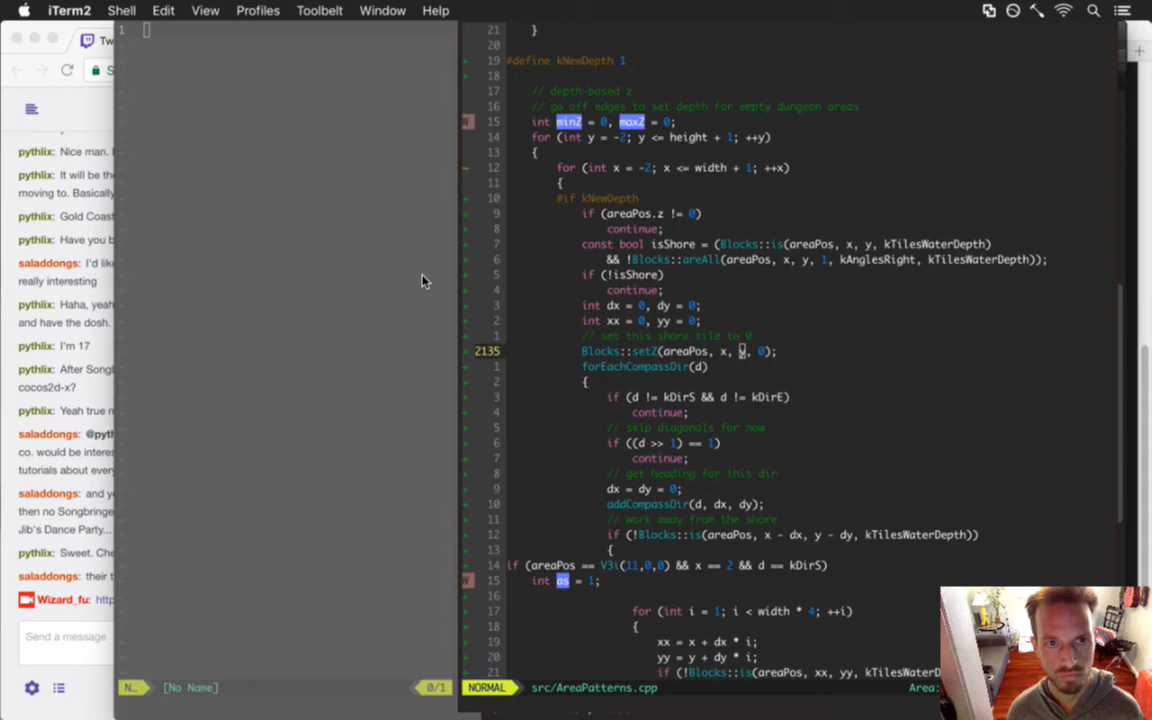 iTerm2 Shell Edit View Profiles Toolbelt Window Help
Tw
S
pythlix: Nice man. I
pythlix: It will be the
moving to. Basically
pythlix: Gold Coast
pythlix: Have you b
saladdongs: I'd like
really interesting
pythlix: Haha, yeah
and have the dosh.
pythlix: I'm 17
pythlix: After Songb
cocos2d-x?
pythlix: Yeah true n
saladdongs: @pyth
co. would be interes
tutorials about every
saladdongs: and yo
then no Songbringe
Jib's Dance Party...
pythlix: Sweet. Che
saladdongs: their t
Wizard_fu: http
Send a message
1
N... [No Name] 0/1
21 }
20
19 #define kNewDepth 1
18
17 // depth-based z
16 // go off edges to set depth for empty dungeon areas
15 int minZ = 0, maxZ = 0;
14 for (int y = -2; y <= height + 1; ++y)
13 {
12 for (int x = -2; x <= width + 1; ++x)
11 {
10 #if kNewDepth
9 if (areaPos.z != 0)
8 continue;
7 const bool isShore = (Blocks::is(areaPos, x, y, kTilesWaterDepth)
6 && !Blocks::areAll(areaPos, x, y, 1, kAnglesRight, kTilesWaterDepth));
5 if (!isShore)
4 continue;
3 int dx = 0, dy = 0;
2 int xx = 0, yy = 0;
1 // set this shore tile to 0
2135 Blocks::setZ(areaPos, x, y, 0);
1 forEachCompassDir(d)
2 {
3 if (d != kDirS && d != kDirE)
4 continue;
5 // skip diagonals for now
6 if ((d >> 1) == 1)
7 continue;
8 // get heading for this dir
9 dx = dy = 0;
10 addCompassDir(d, dx, dy);
11 // work away from the shore
12 if (!Blocks::is(areaPos, x - dx, y - dy, kTilesWaterDepth))
13 {
14 if (areaPos == V3i(11,0,0) && x == 2 && d == kDirS)
15 int as = 1;
16
17 for (int i = 1; i < width * 4; ++i)
18 {
19 xx = x + dx * i;
20 yy = y + dy * i;
21 if (!Blocks::is(areaPos, xx, yy, kTilesWaterD
NORMAL src/AreaPatterns.cpp Area: